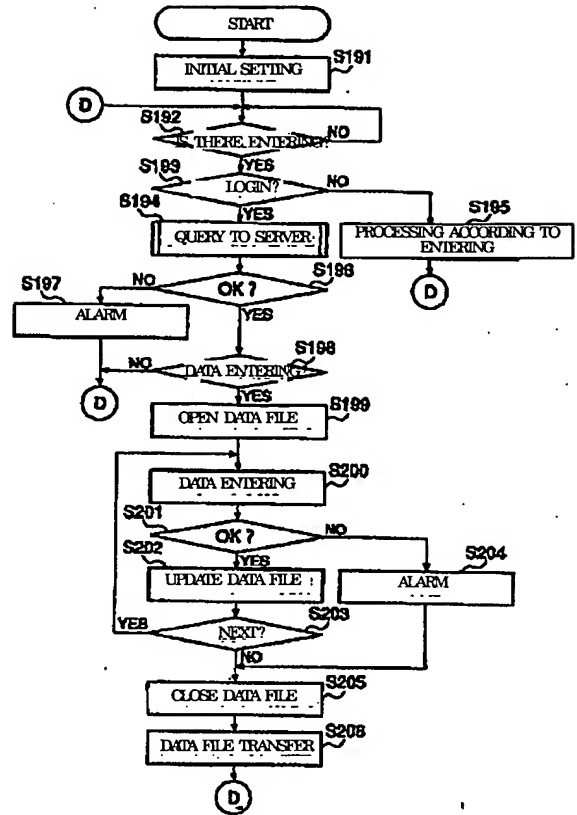 START
S191
INITIAL SETTING
D
S192
IS THERE ENTERING?
NO
YES
S193
LOGIN?
NO
YES
S194
QUERY TO SERVER
S195
PROCESSING ACCORDING TO
ENTERING
D
S196
OK?
NO
YES
S197
ALARM
S198
DATA ENTERING?
NO
YES
D
S199
OPEN DATA FILE
S200
DATA ENTERING
S201
OK?
NO
YES
S202
UPDATE DATA FILE
S204
ALARM
S203
NEXT?
YES
NO
S205
CLOSE DATA FILE
S208
DATA FILE TRANSFER
D